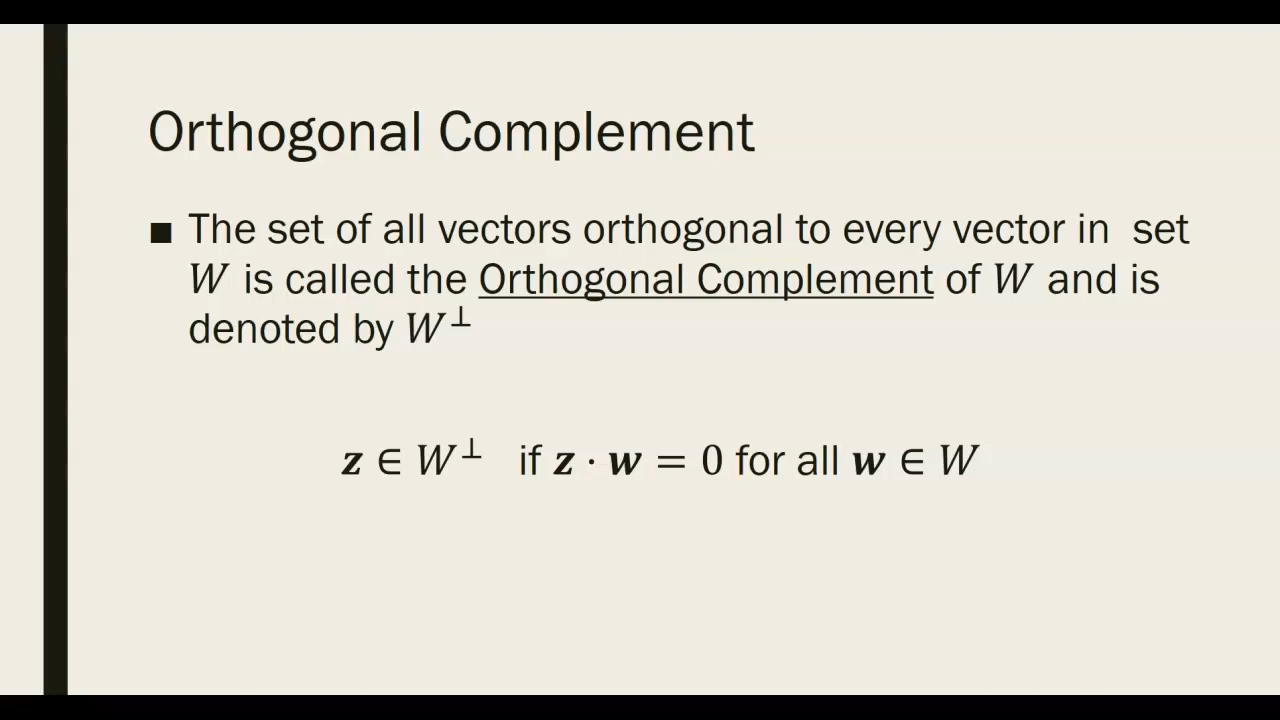 Orthogonal Complement
■ The set of all vectors orthogonal to every vector in  set
W is called the Orthogonal Complement of W and is
denoted by W⊥
z ∈ W⊥  if z · w = 0 for all w ∈ W